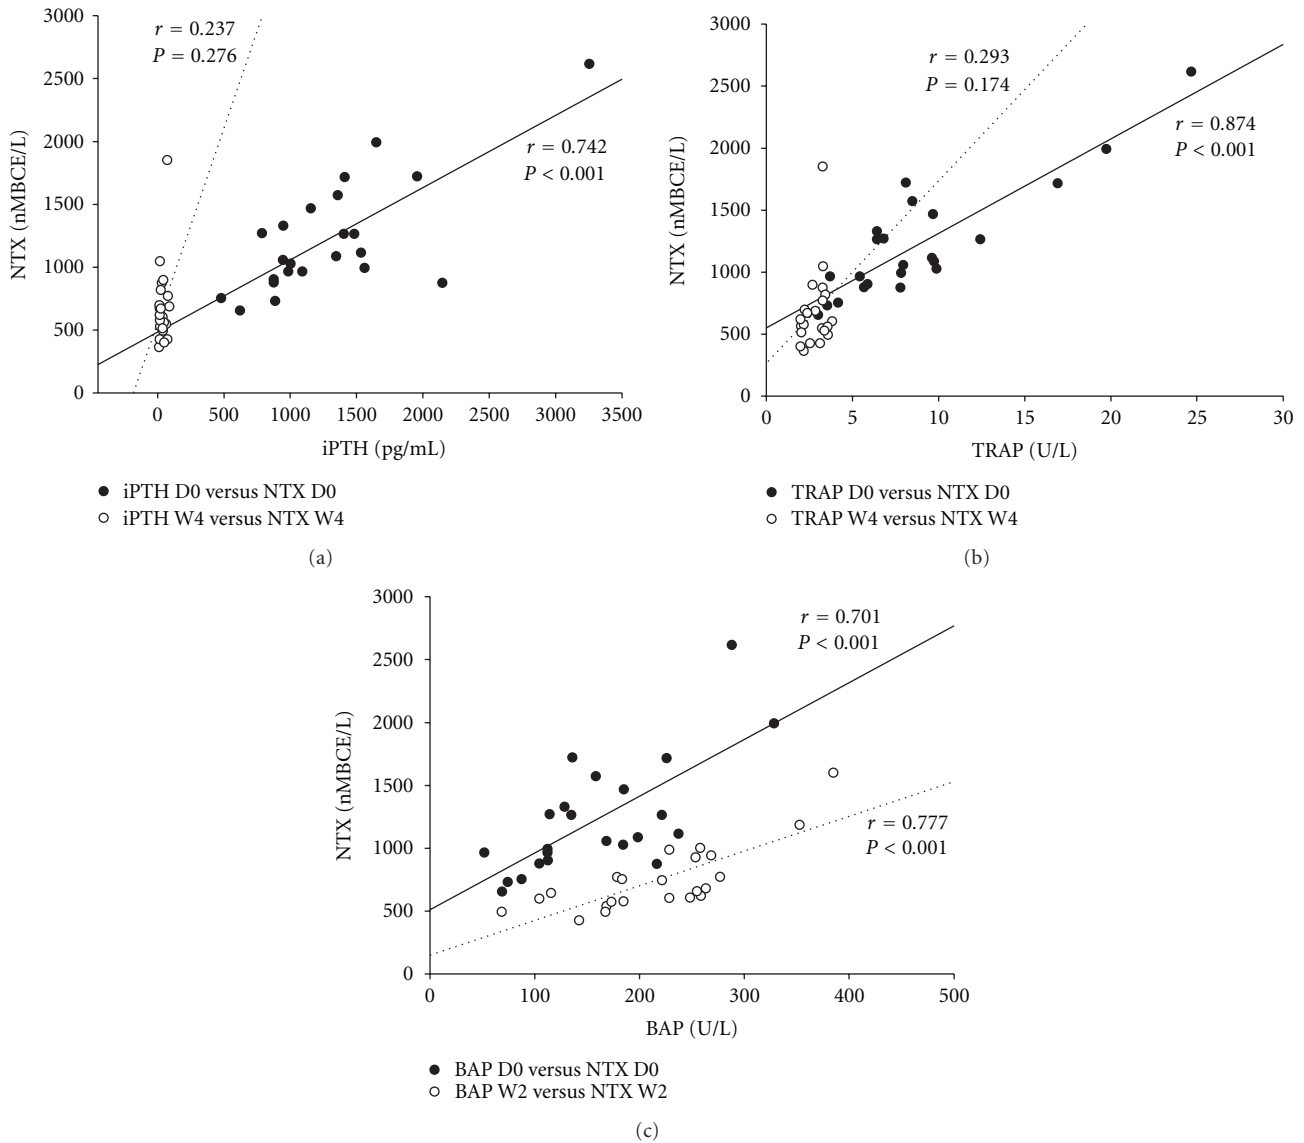 3000
2500
2000
1500
1000
500
0
NTX (nMBCE/L)
r = 0.237
P = 0.276
r = 0.742
P < 0.001
0 500 1000 1500 2000 2500 3000 3500
iPTH (pg/mL)
iPTH D0 versus NTX D0
iPTH W4 versus NTX W4
(a)
3000
2500
2000
1500
1000
500
0
NTX (nMBCE/L)
r = 0.293
P = 0.174
r = 0.874
P < 0.001
0 5 10 15 20 25 30
TRAP (U/L)
TRAP D0 versus NTX D0
TRAP W4 versus NTX W4
(b)
3000
2500
2000
1500
1000
500
0
NTX (nMBCE/L)
r = 0.701
P < 0.001
r = 0.777
P < 0.001
0 100 200 300 400 500
BAP (U/L)
BAP D0 versus NTX D0
BAP W2 versus NTX W2
(c)